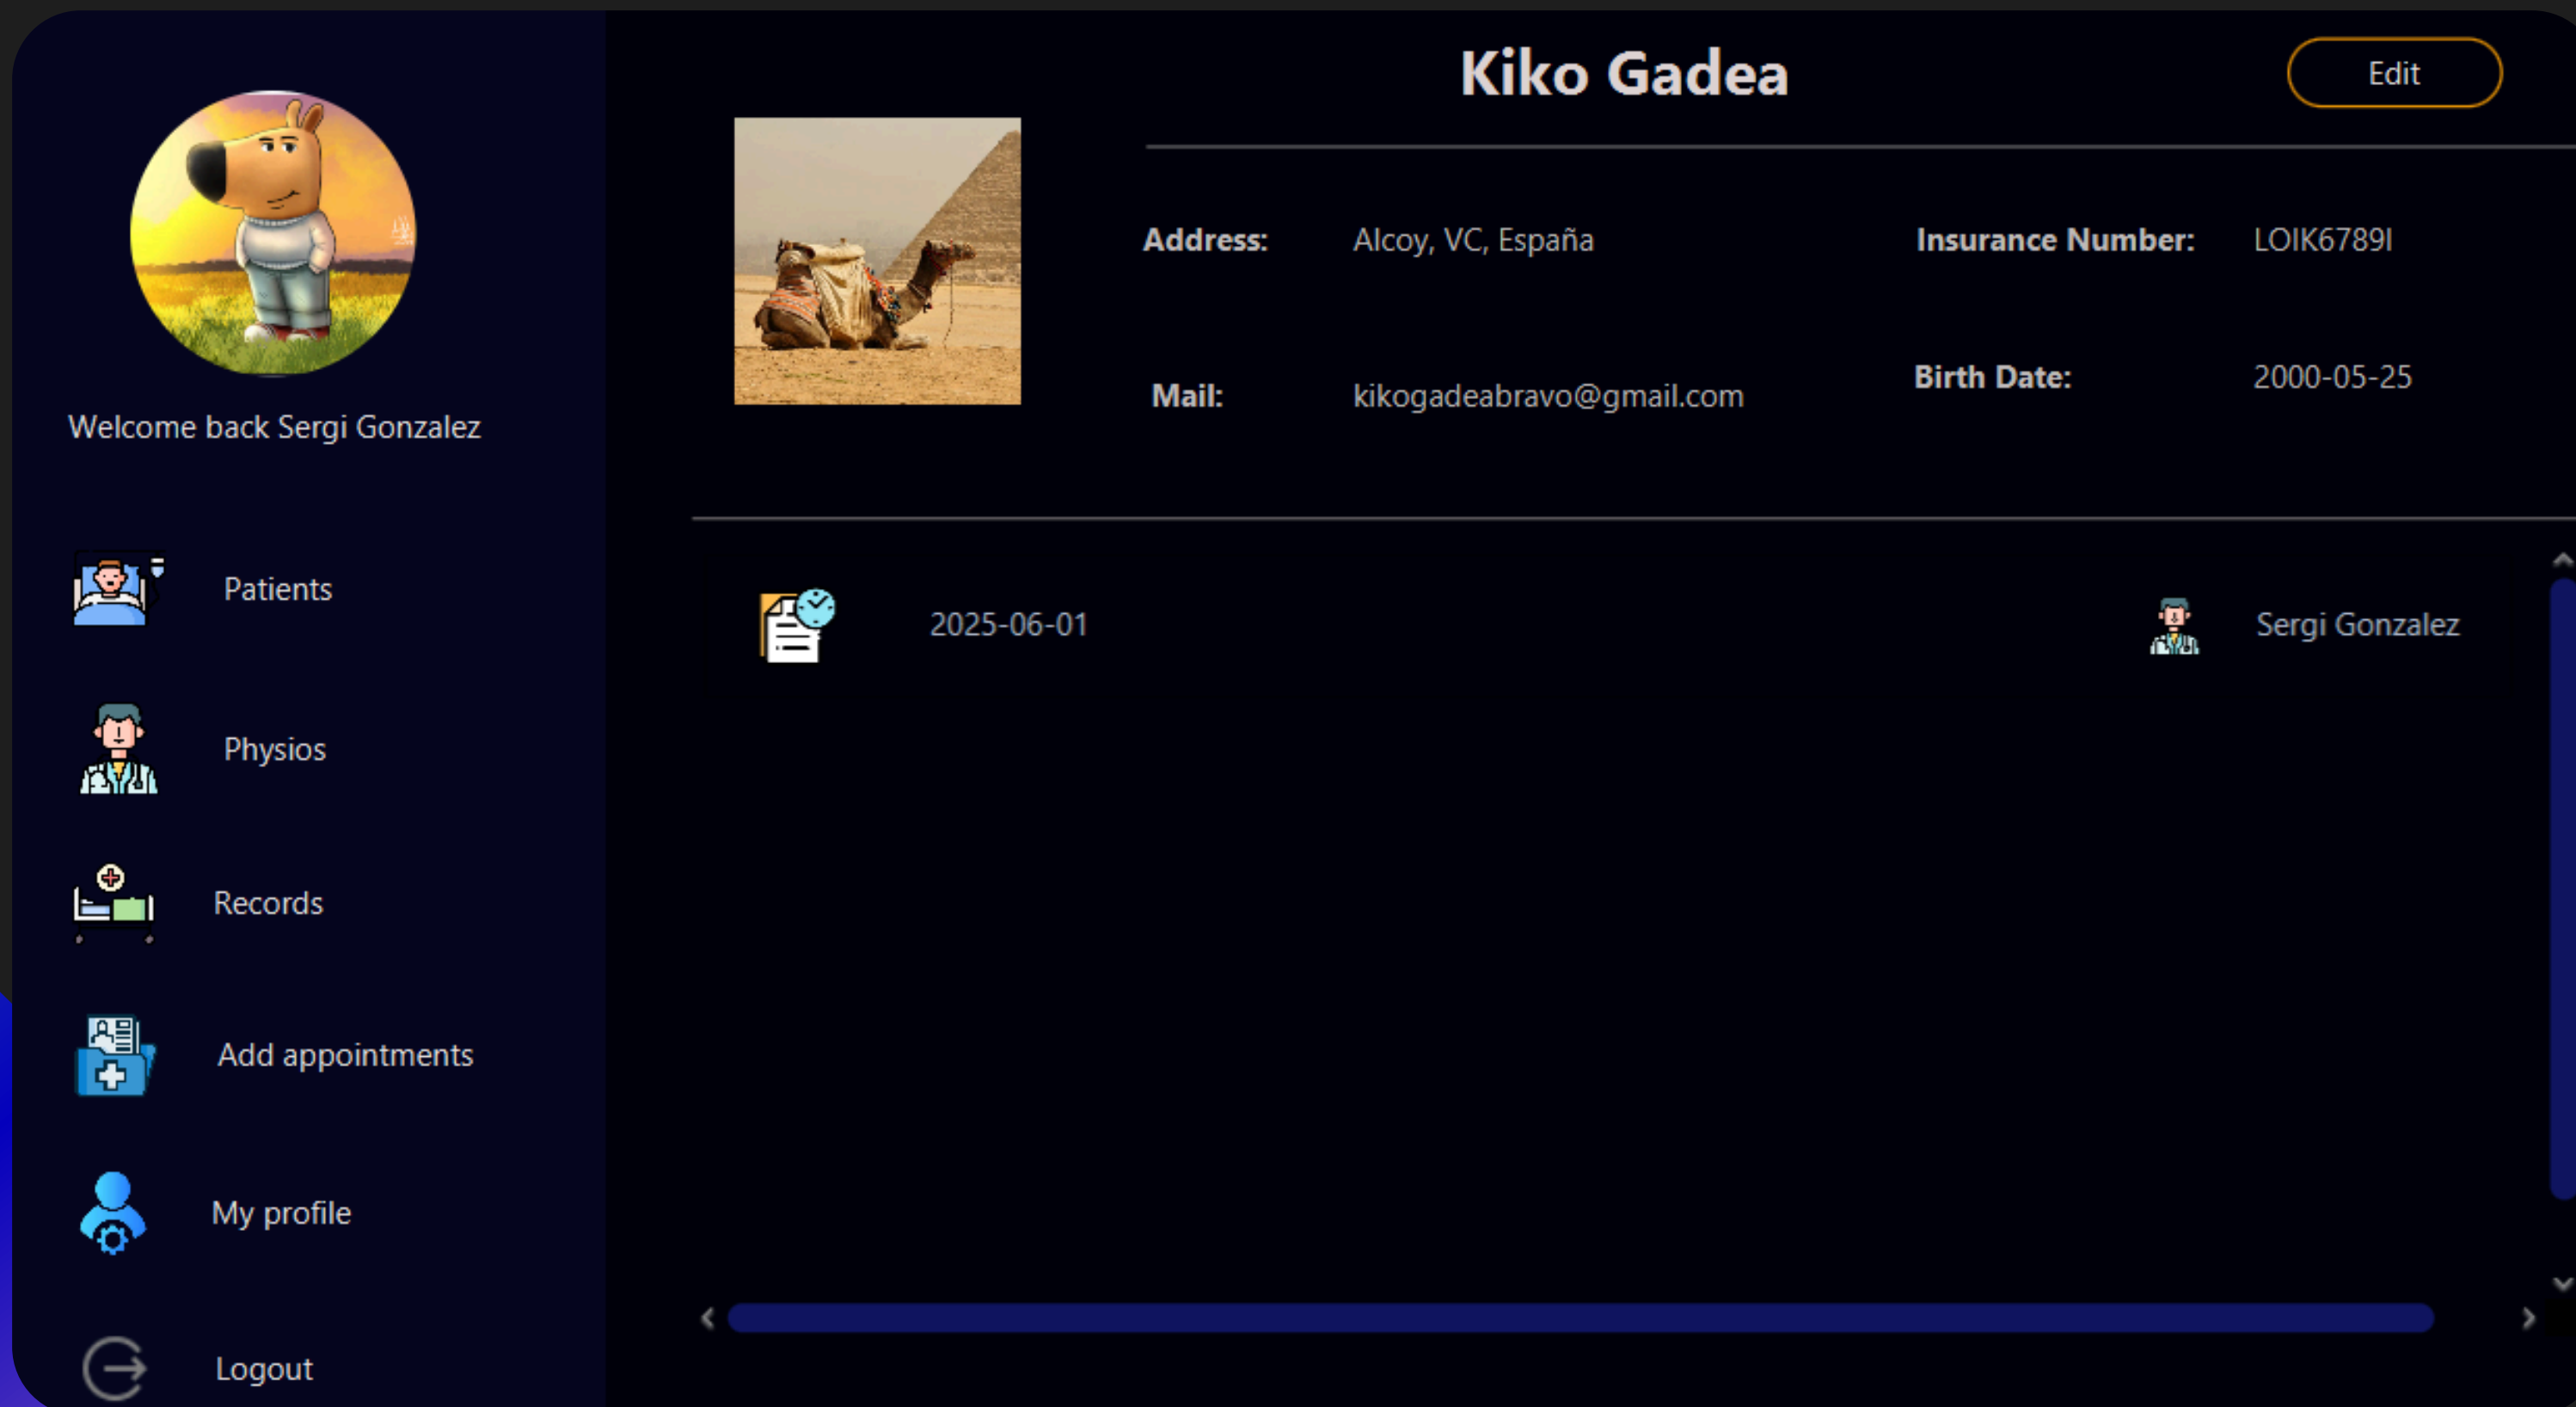 Kiko Gadea
Edit
Welcome back Sergi Gonzalez
Patients
Physios
Records
Add appointments
My profile
Logout
Address: Alcoy, VC, España
Insurance Number: LOIK6789I
Mail: kikogadeabravo@gmail.com
Birth Date: 2000-05-25
2025-06-01
Sergi Gonzalez